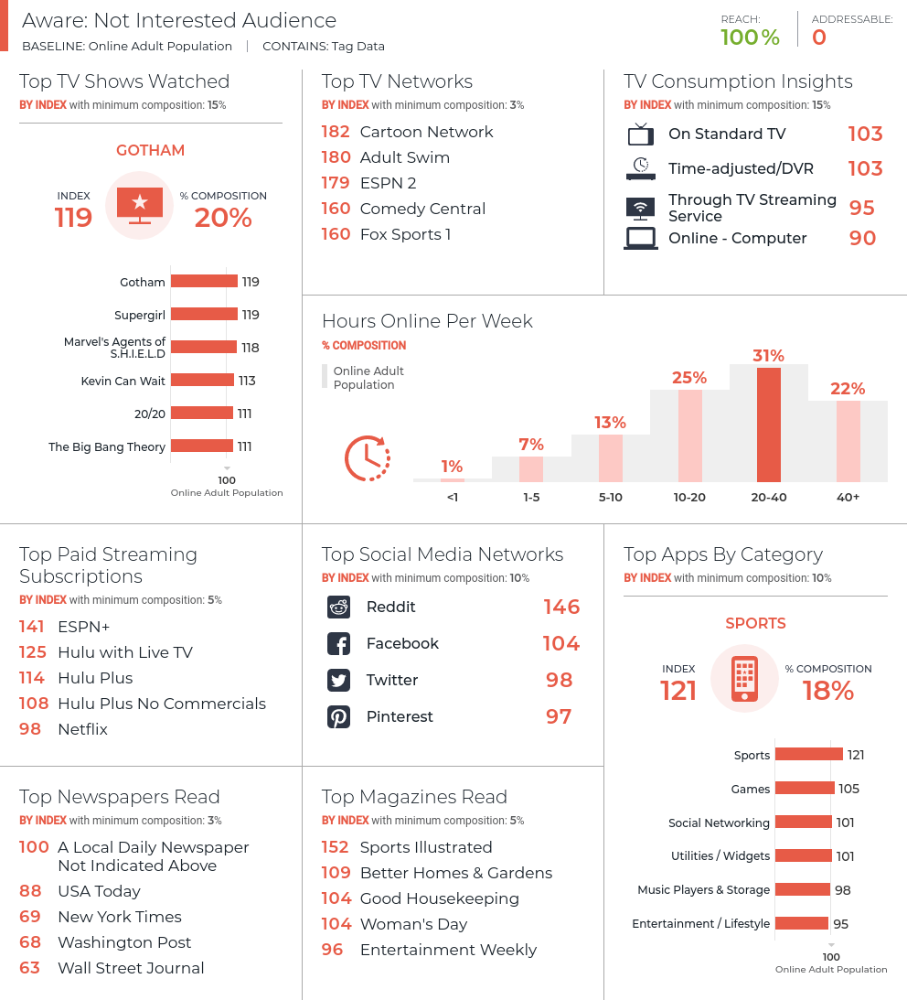 Aware: Not Interested Audience
BASELINE: Online Adult Population | CONTAINS: Tag Data
REACH:
100%
ADDRESSABLE:
0
Top TV Shows Watched
BY INDEX with minimum composition: 15%
GOTHAM
INDEX
119
% COMPOSITION
20%
Gotham 119
Supergirl 119
Marvel's Agents of
S.H.I.E.L.D 118
Kevin Can Wait 113
20/20 111
The Big Bang Theory 111
100
Online Adult Population
Top TV Networks
BY INDEX with minimum composition: 3%
182 Cartoon Network
180 Adult Swim
179 ESPN 2
160 Comedy Central
160 Fox Sports 1
TV Consumption Insights
BY INDEX with minimum composition: 15%
On Standard TV 103
Time-adjusted/DVR 103
Through TV Streaming
Service 95
Online - Computer 90
Hours Online Per Week
% COMPOSITION
Online Adult
Population
1% 7% 13% 25% 31% 22%
<1 1-5 5-10 10-20 20-40 40+
Top Paid Streaming
Subscriptions
BY INDEX with minimum composition: 5%
141 ESPN+
125 Hulu with Live TV
114 Hulu Plus
108 Hulu Plus No Commercials
98 Netflix
Top Social Media Networks
BY INDEX with minimum composition: 10%
Reddit 146
Facebook 104
Twitter 98
Pinterest 97
Top Apps By Category
BY INDEX with minimum composition: 10%
SPORTS
INDEX
121
% COMPOSITION
18%
Sports 121
Games 105
Social Networking 101
Utilities / Widgets 101
Music Players & Storage 98
Entertainment / Lifestyle 95
100
Online Adult Population
Top Newspapers Read
BY INDEX with minimum composition: 3%
100 A Local Daily Newspaper
Not Indicated Above
88 USA Today
69 New York Times
68 Washington Post
63 Wall Street Journal
Top Magazines Read
BY INDEX with minimum composition: 5%
152 Sports Illustrated
109 Better Homes & Gardens
104 Good Housekeeping
104 Woman's Day
96 Entertainment Weekly